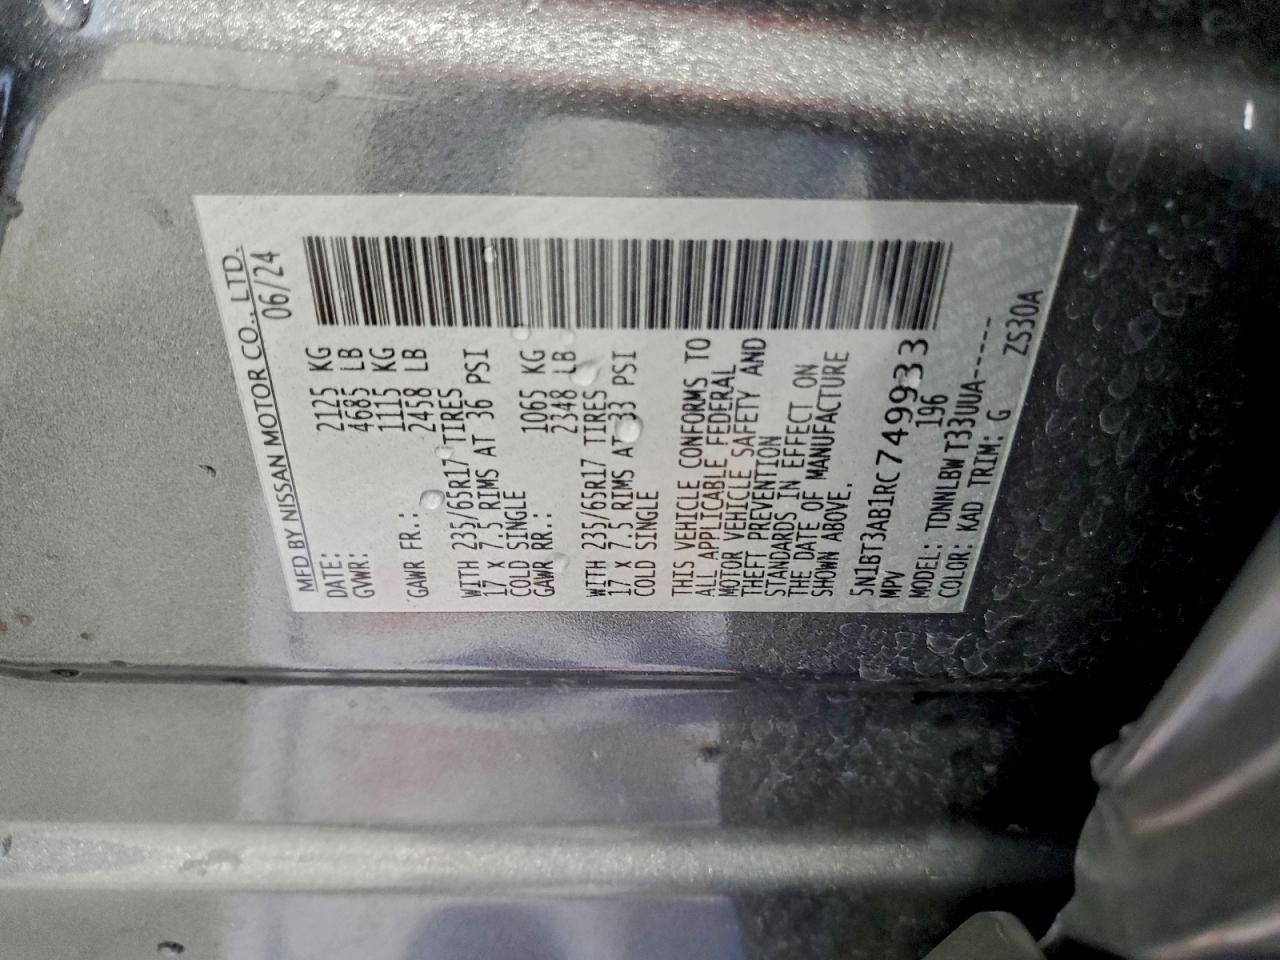 MFD BY NISSAN MOTOR CO., LTD.
DATE: 06/24
GVWR: 2125 KG
4685 LB
1115 KG
GAWR FR.: 2458 LB
WITH 235/65R17 TIRES
17 X 7.5 RIMS AT 36 PSI
COLD SINGLE
GAWR RR.: 1065 KG
2348 LB
WITH 235/65R17 TIRES
17 X 7.5 RIMS AT 33 PSI
COLD SINGLE
THIS VEHICLE CONFORMS TO
ALL APPLICABLE FEDERAL
MOTOR VEHICLE SAFETY AND
THEFT PREVENTION
STANDARDS IN EFFECT ON
THE DATE OF MANUFACTURE
SHOWN ABOVE.
5N1BT3AB1RC749933
MPV 196
MODEL: TDNNLBW T33UUA-----
COLOR: KAD TRIM: G ZS30A